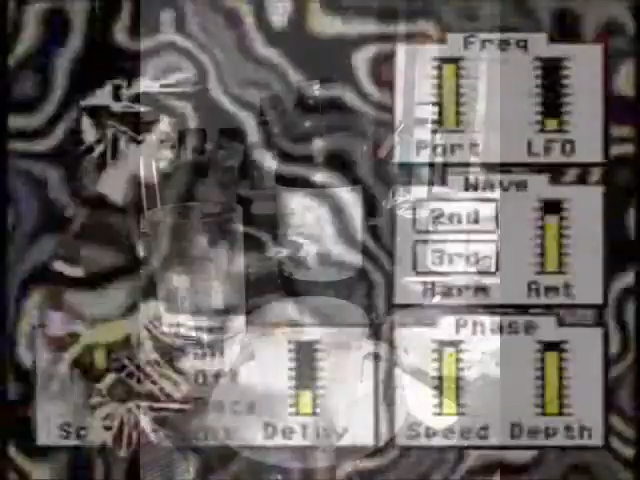 Freq
Port LFO
Wave
2nd
3rd
Harm Amt
Phase
Delay
Speed Depth